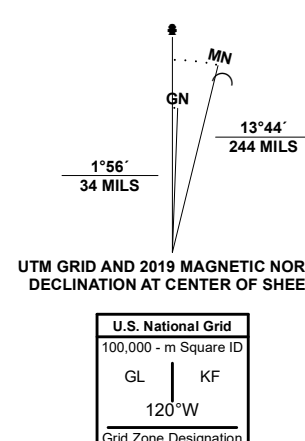 MN
GN
13°44´
244 MILS
1°56´
34 MILS
UTM GRID AND 2019 MAGNETIC NOR
DECLINATION AT CENTER OF SHEE
U.S. National Grid
100,000 - m Square ID
GL KF
120°W
Grid Zone Designation